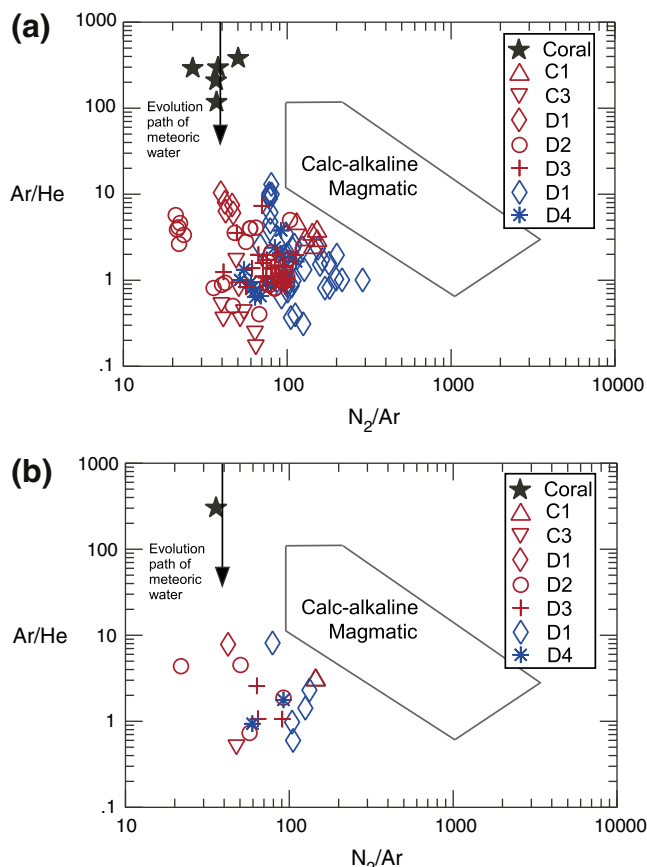 (a)
1000
100
10
1
.1
Ar/He
10
100
1000
10000
N2/Ar
Evolution
path of
meteoric
water
Calc-alkaline
Magmatic
Coral
C1
C3
D1
D2
D3
D1
D4
(b)
1000
100
10
1
.1
Ar/He
10
100
1000
10000
N2/Ar
Evolution
path of
meteoric
water
Calc-alkaline
Magmatic
Coral
C1
C3
D1
D2
D3
D1
D4